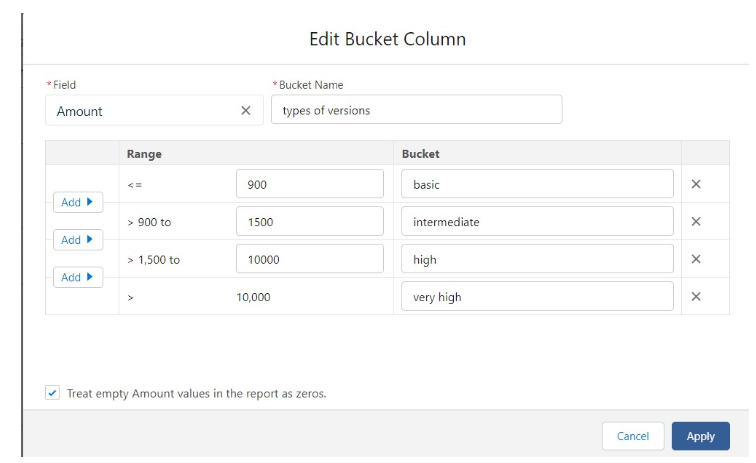 Edit Bucket Column
*Field *Bucket Name
Amount types of versions
Range Bucket
<= 900 basic
Add
> 900 to 1500 intermediate
Add
> 1,500 to 10000 high
Add
> 10,000 very high
Treat empty Amount values in the report as zeros.
Cancel Apply